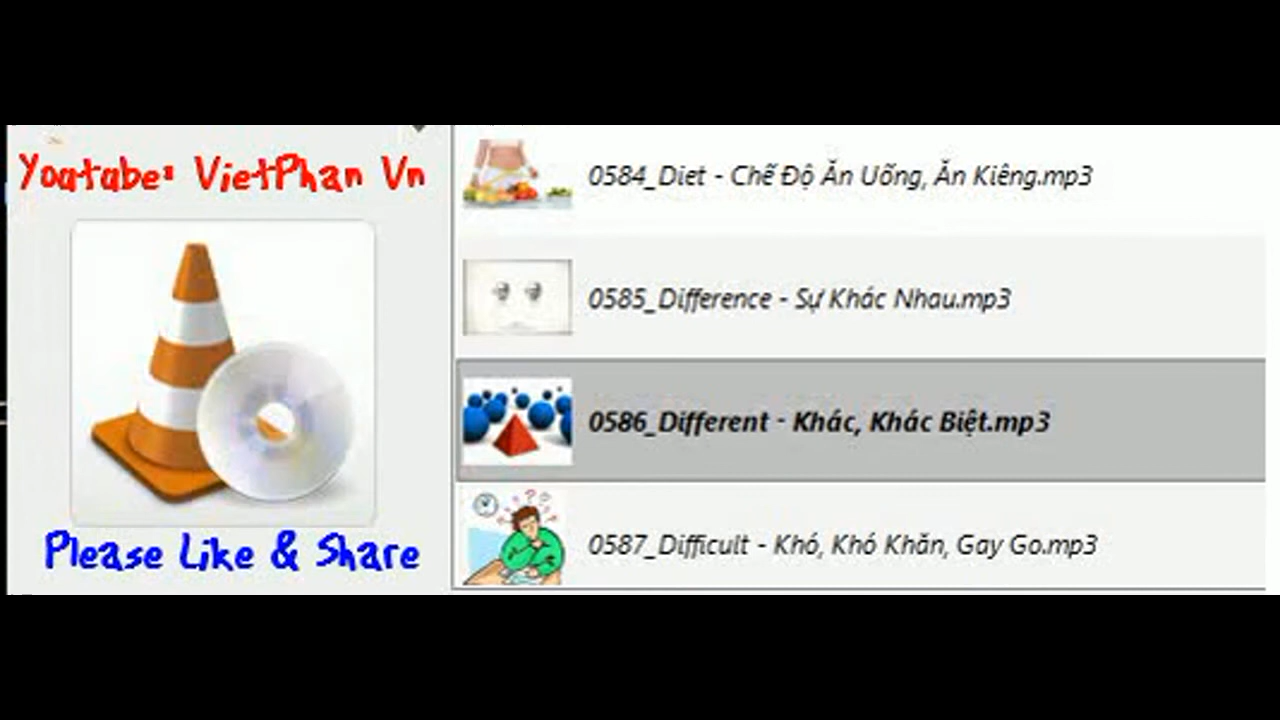 Youtube: VietPhan Vn
Please Like & Share
0584_Diet - Chế Độ Ăn Uống, Ăn Kiêng.mp3
0585_Difference - Sự Khác Nhau.mp3
0586_Different - Khác, Khác Biệt.mp3
0587_Difficult - Khó, Khó Khăn, Gay Go.mp3